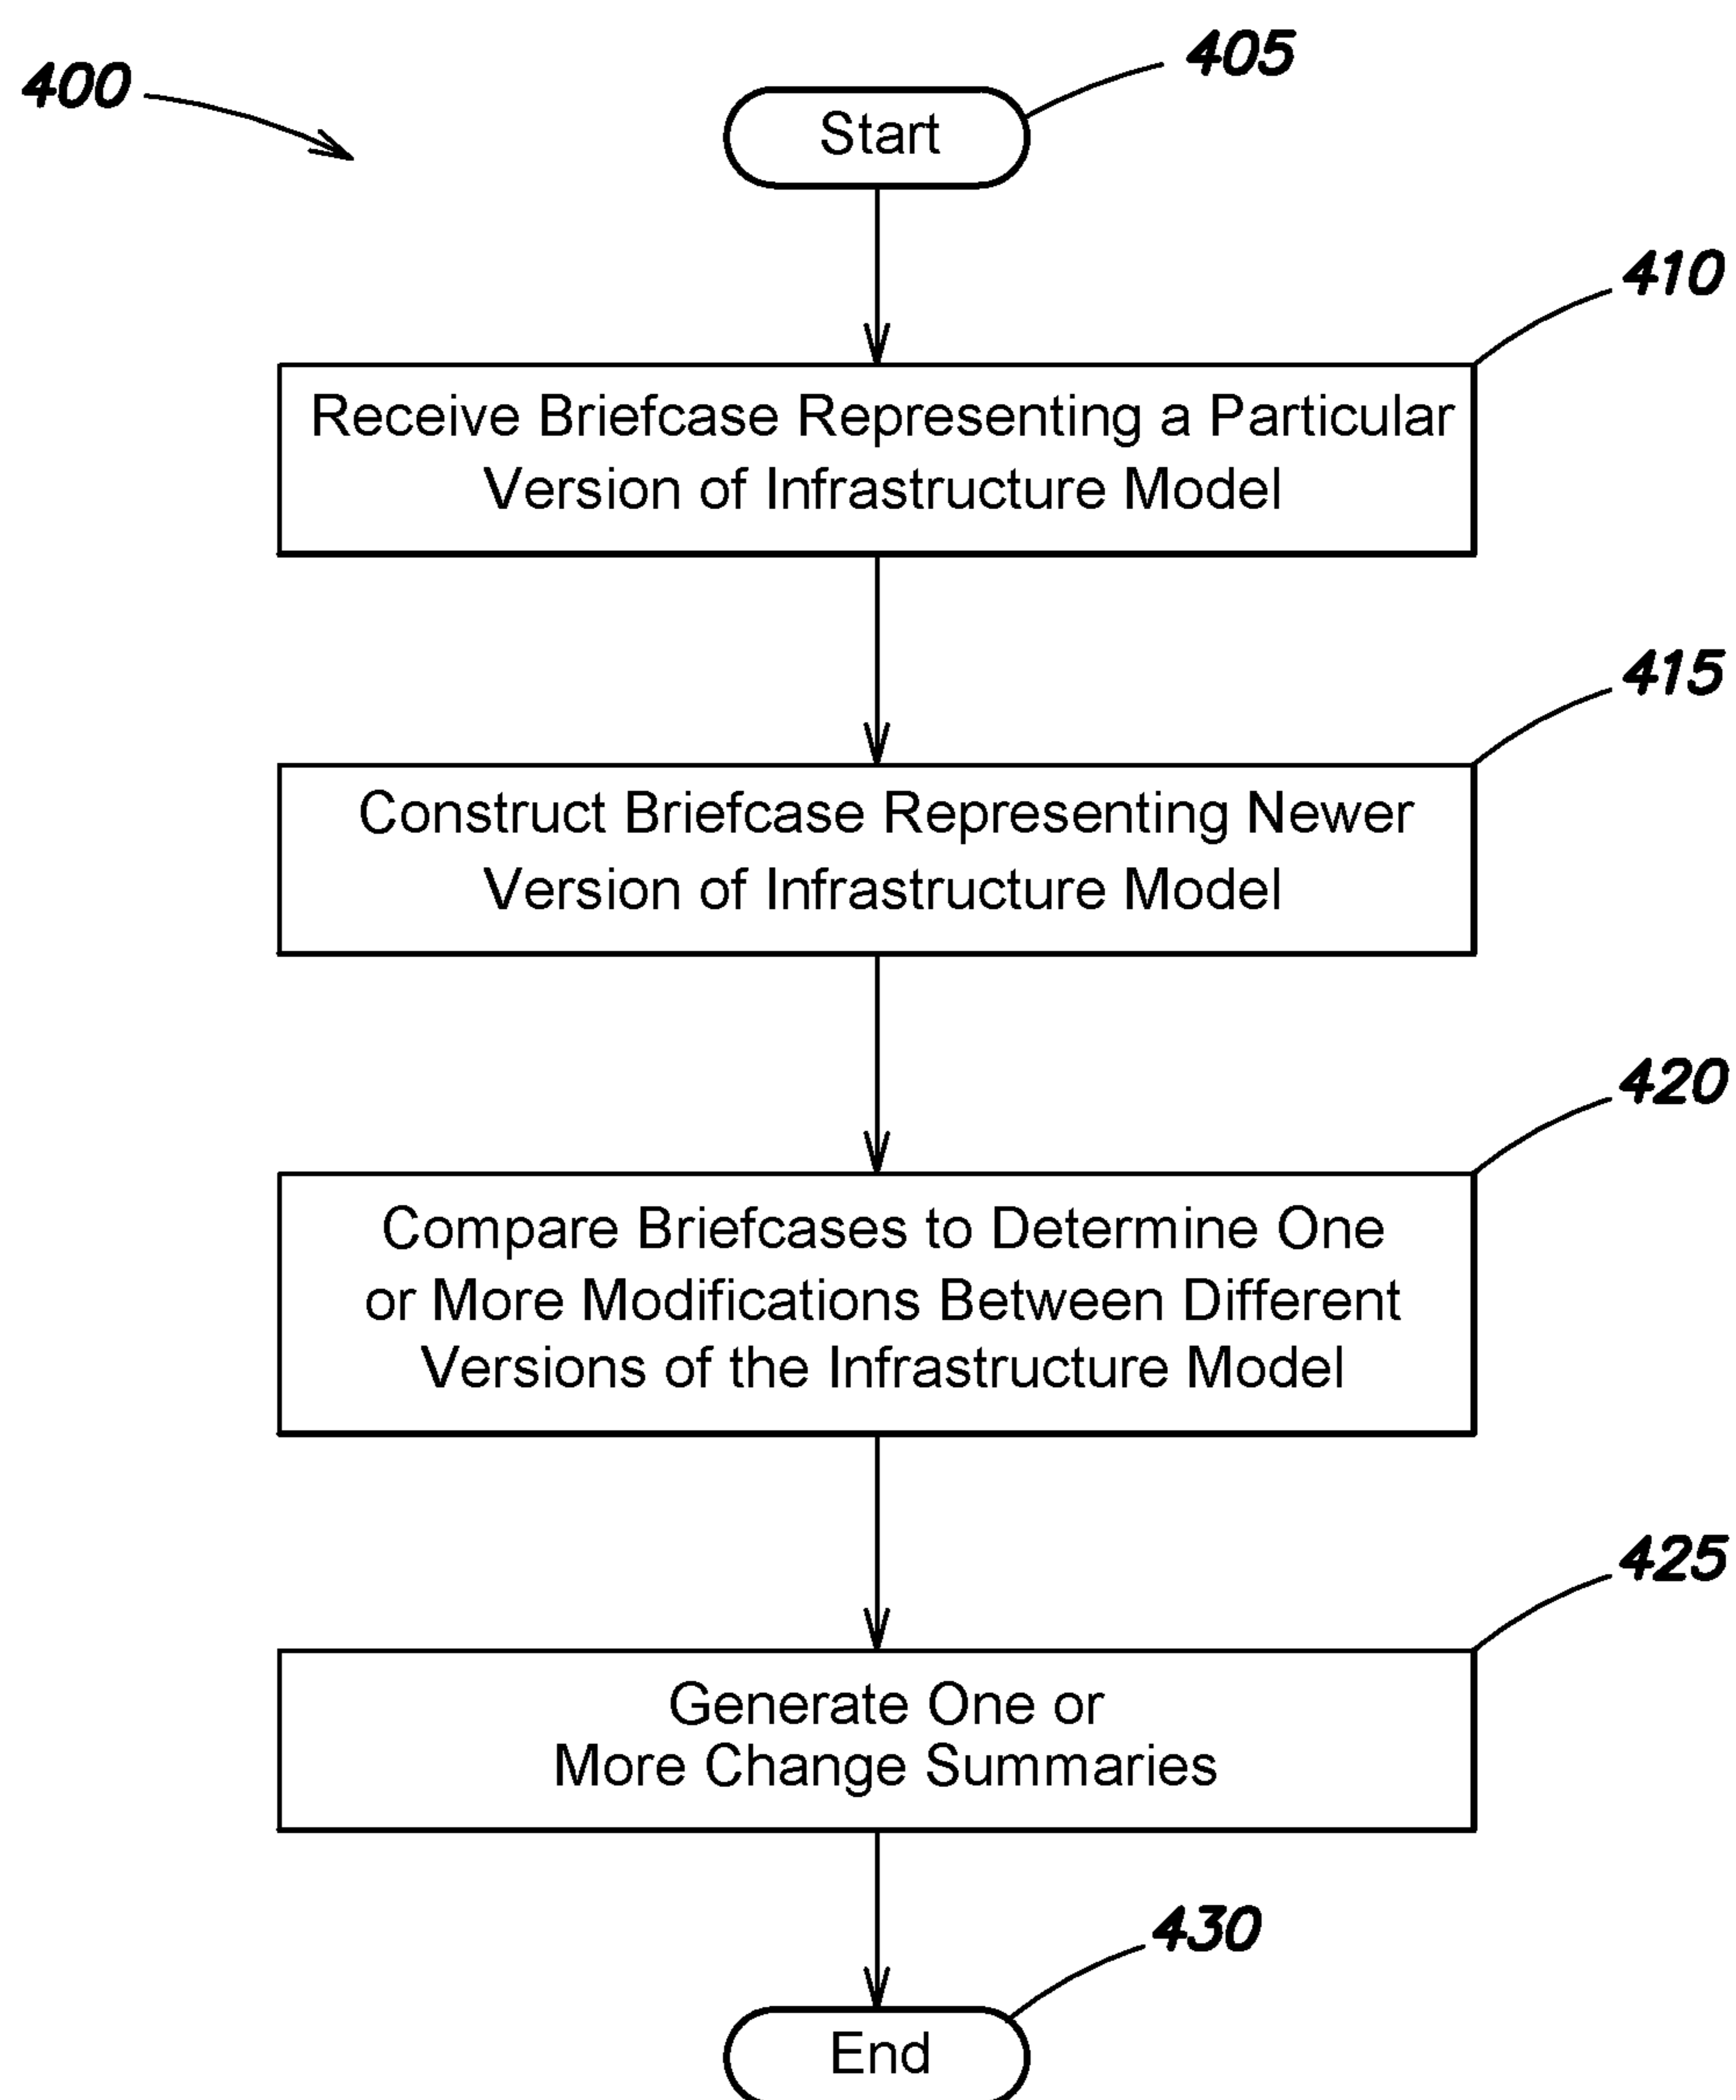 400
405
Start
410
Receive Briefcase Representing a Particular
Version of Infrastructure Model
415
Construct Briefcase Representing Newer
Version of Infrastructure Model
420
Compare Briefcases to Determine One
or More Modifications Between Different
Versions of the Infrastructure Model
425
Generate One or
More Change Summaries
430
End